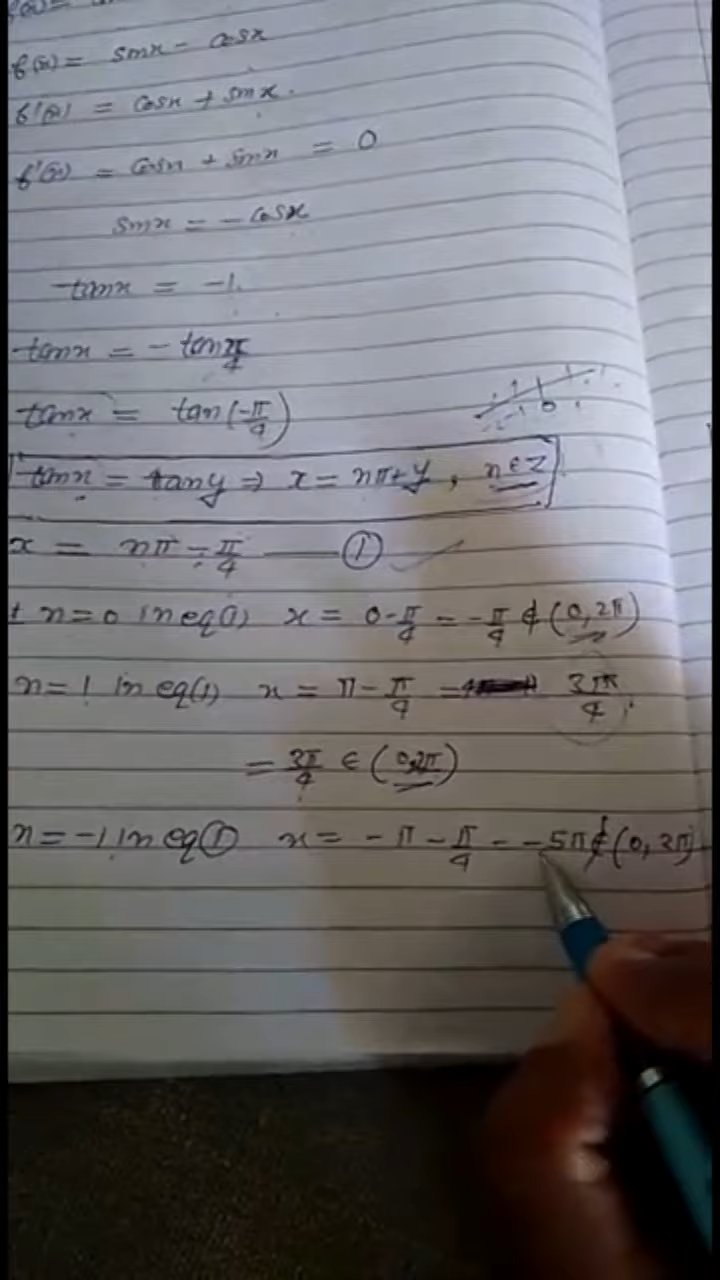 f(x) = sinx - cosx
f'(x) = cosx + sinx.
f'(x) = cosx + sinx = 0
sinx = - cosx
tanx = -1.
tanx = - tan π/4
tanx = tan(-π/4)
tanx = tany ⇒ x = nπ+y, n∈Z
x = nπ - π/4 —— ①
n=0 in eq(1) x = 0-π/4 = -π/4 ∉ (0,2π)
n=1 in eq(1) x = π - π/4 = 3π/4
= 3π/4 ∈ (0,2π)
n=-1 in eq① x = -π - π/4 - -5π ∉ (0, 2π)